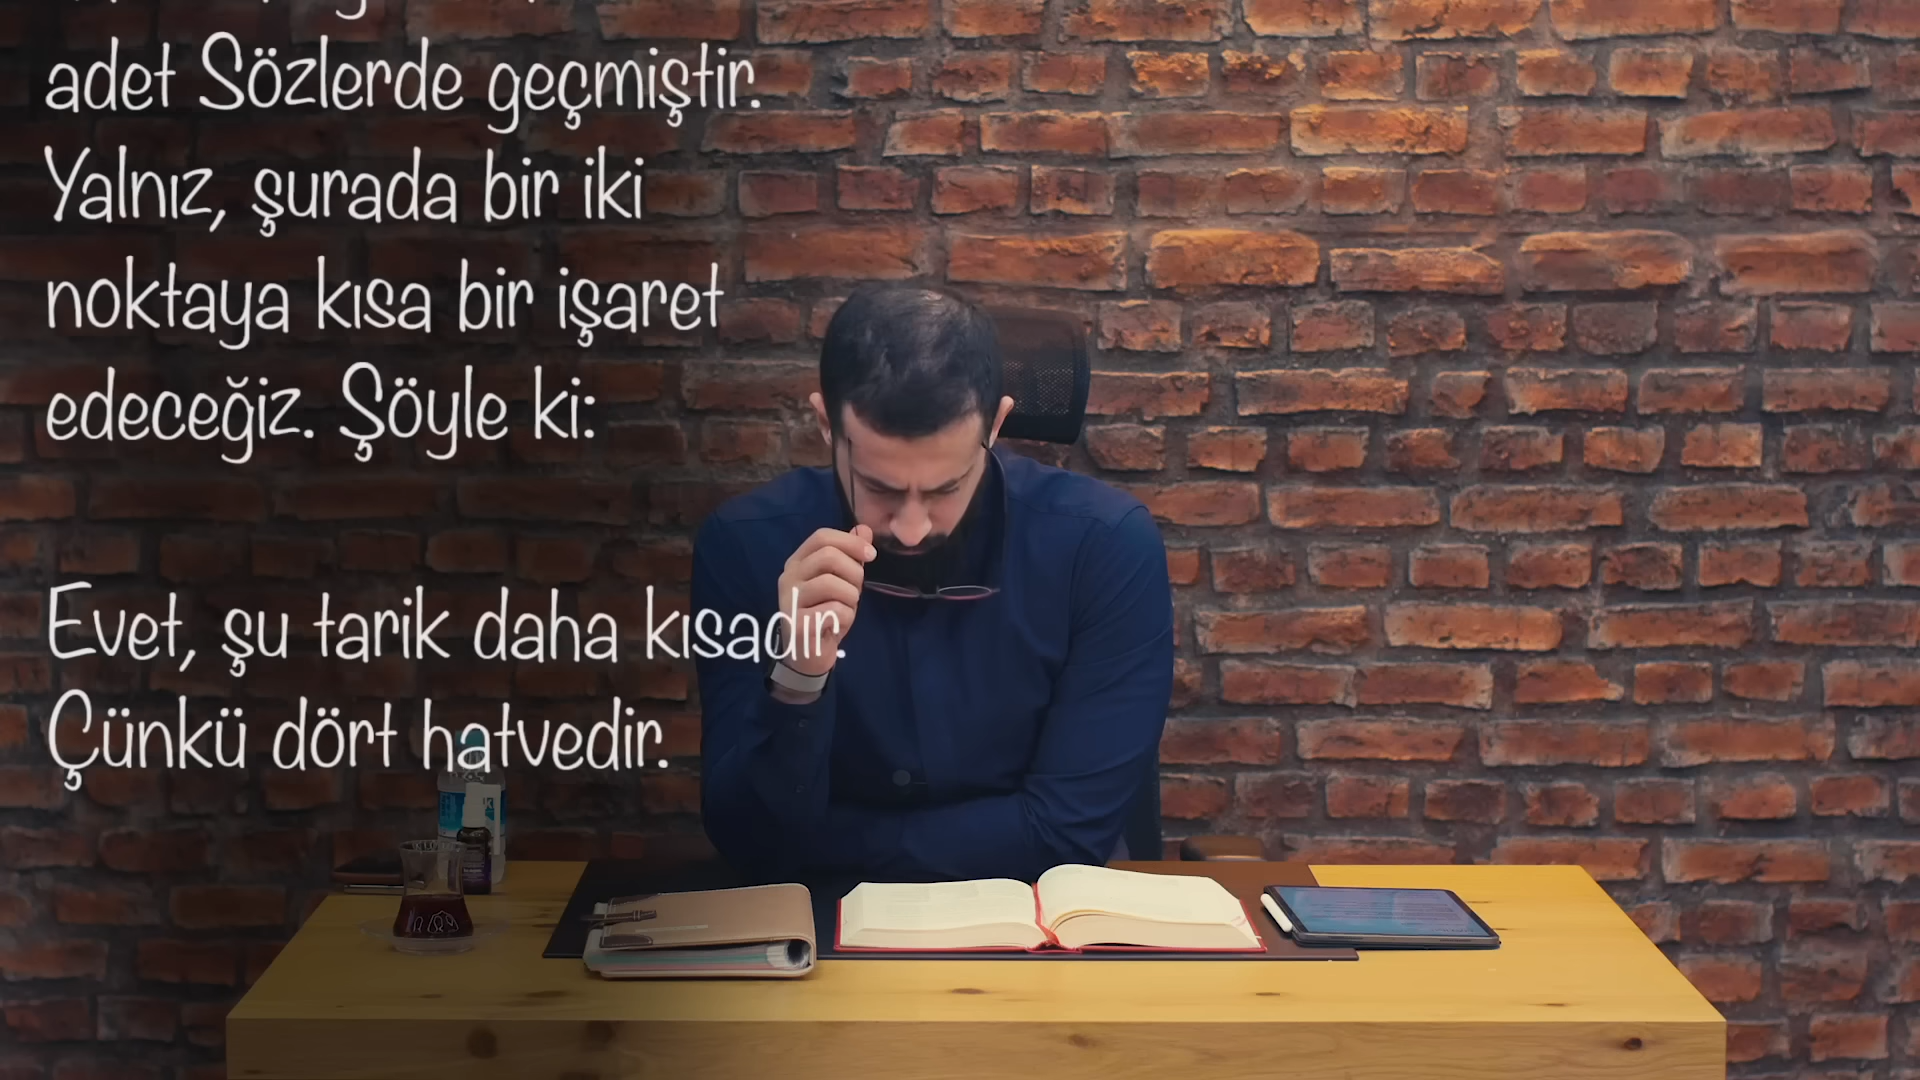 adet Sözlerde geçmiştir.
Yalnız, şurada bir iki
noktaya kısa bir işaret
edeceğiz. Şöyle ki:
Evet, şu tarik daha kısadır.
Çünkü dört hatvedir.